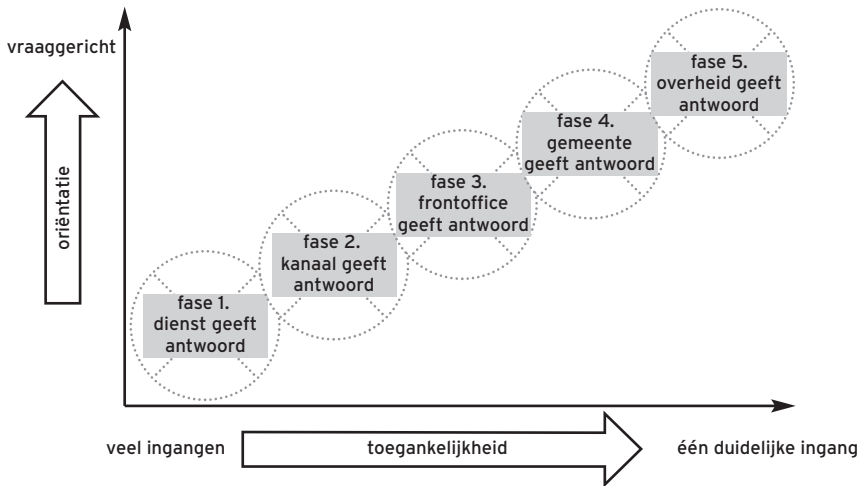 vraaggericht
oriëntatie
fase 5.
overheid geeft
antwoord
fase 4.
gemeente
geeft antwoord
fase 3.
frontoffice
geeft antwoord
fase 2.
kanaal geeft
antwoord
fase 1.
dienst geeft
antwoord
veel ingangen
toegankelijkheid
één duidelijke ingang